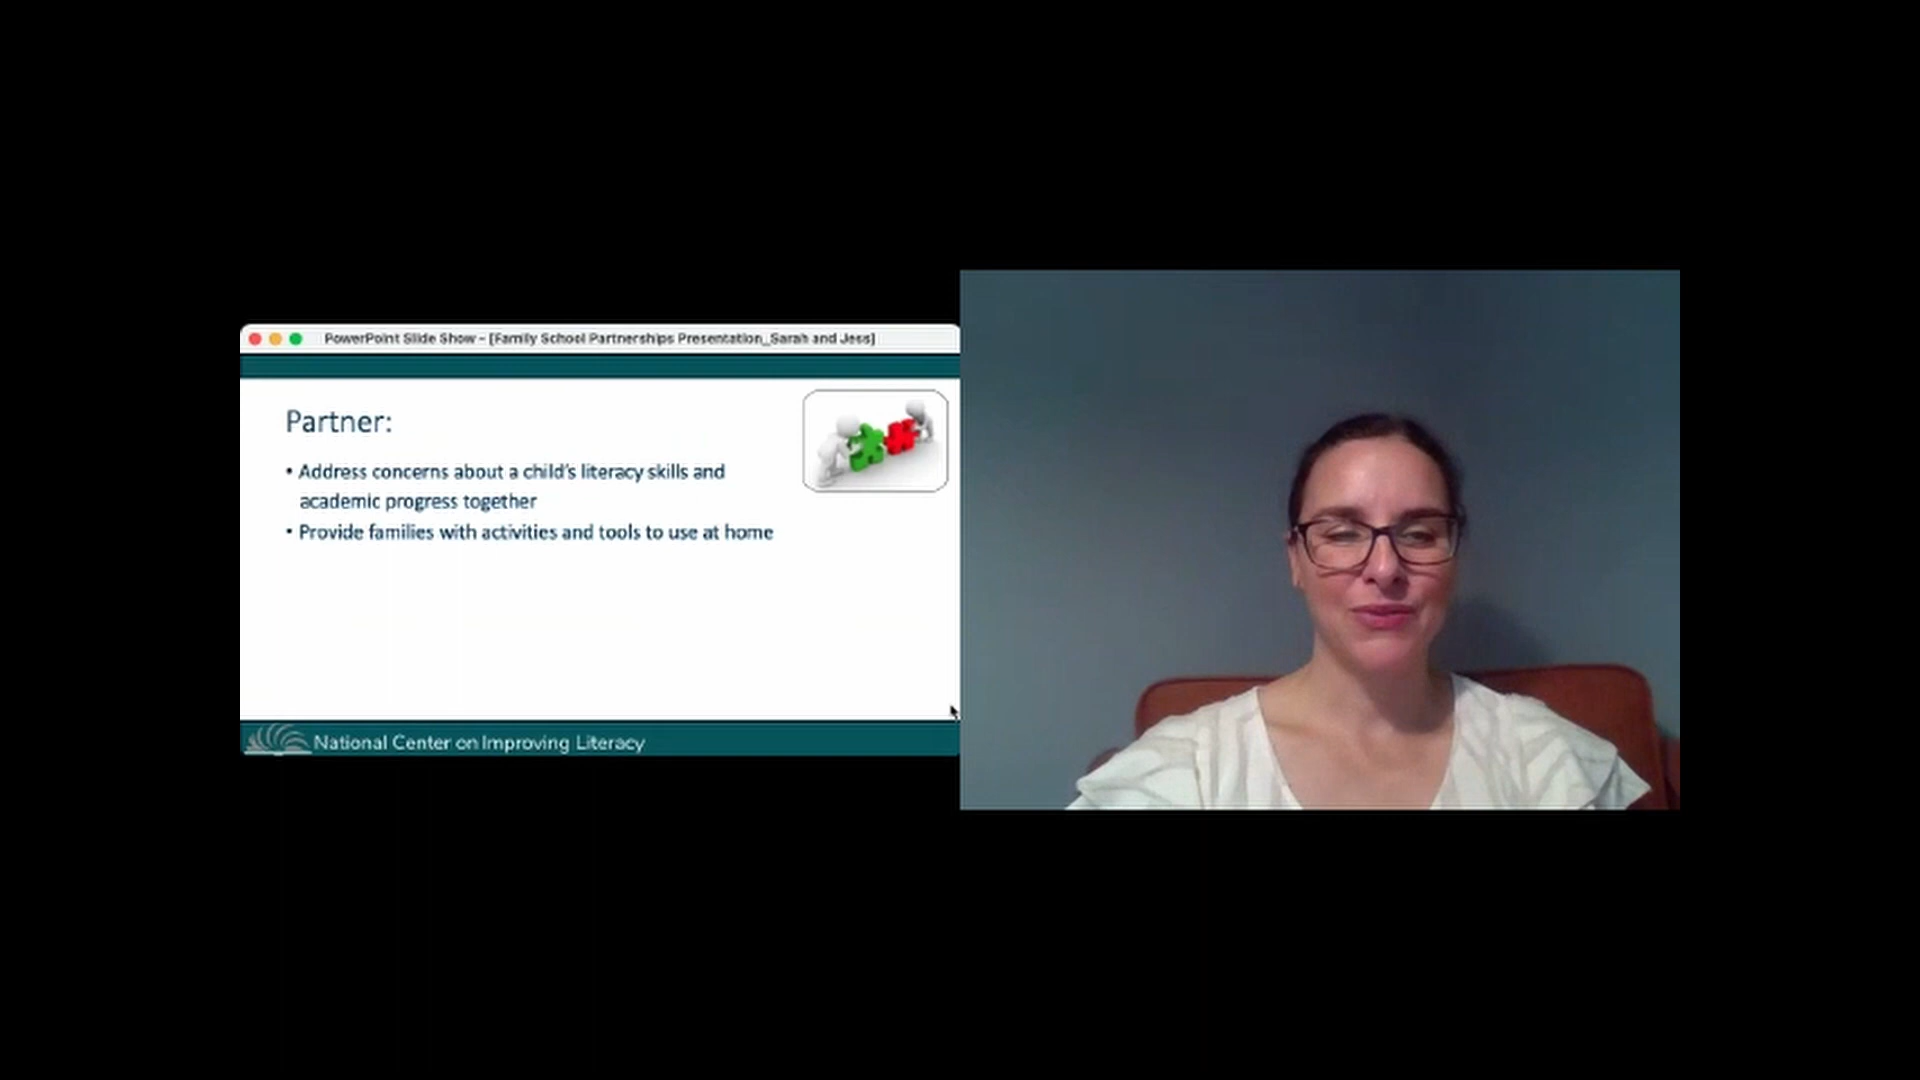 PowerPoint Slide Show - [Family School Partnerships Presentation_Sarah and Jess]
Partner:
• Address concerns about a child's literacy skills and
academic progress together
• Provide families with activities and tools to use at home
National Center on Improving Literacy